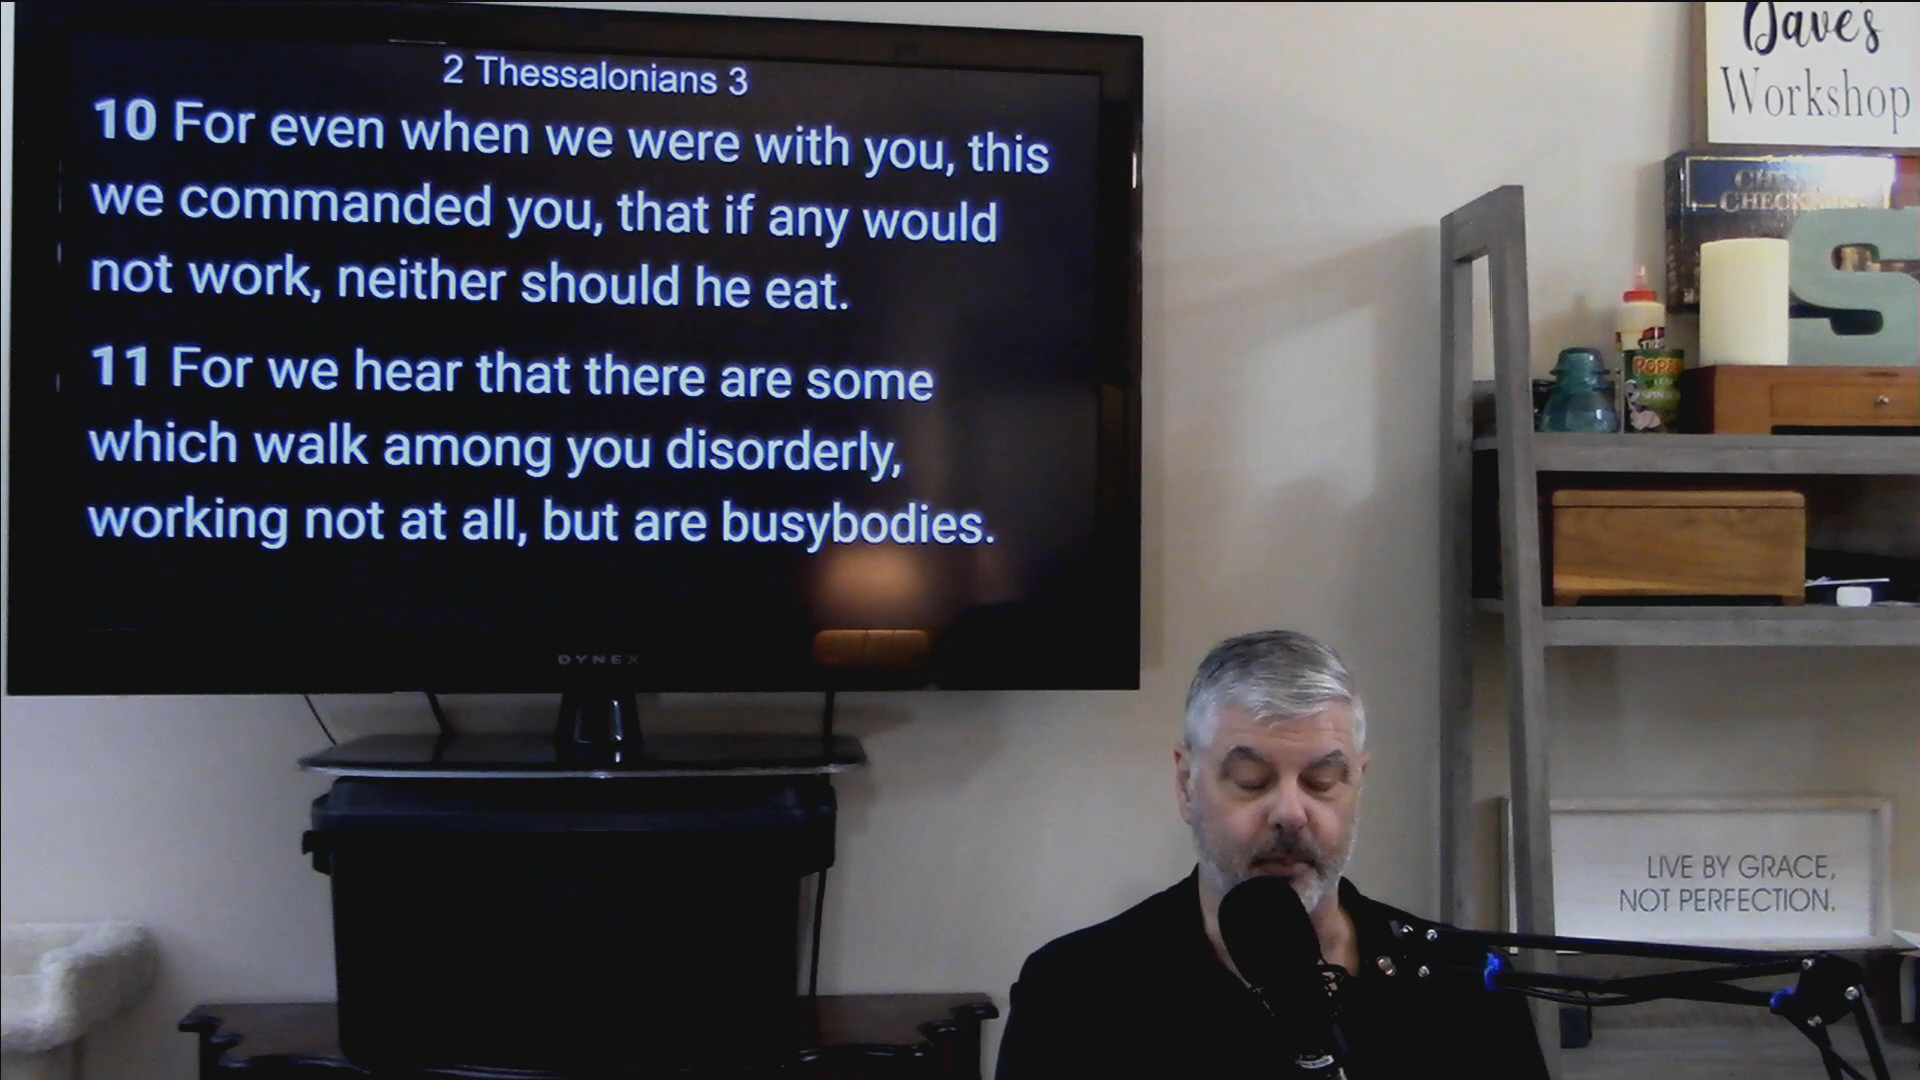 2 Thessalonians 3
10 For even when we were with you, this
we commanded you, that if any would
not work, neither should he eat.
11 For we hear that there are some
which walk among you disorderly,
working not at all, but are busybodies.
DYNEX
Dave's
Workshop
LIVE BY GRACE,
NOT PERFECTION.